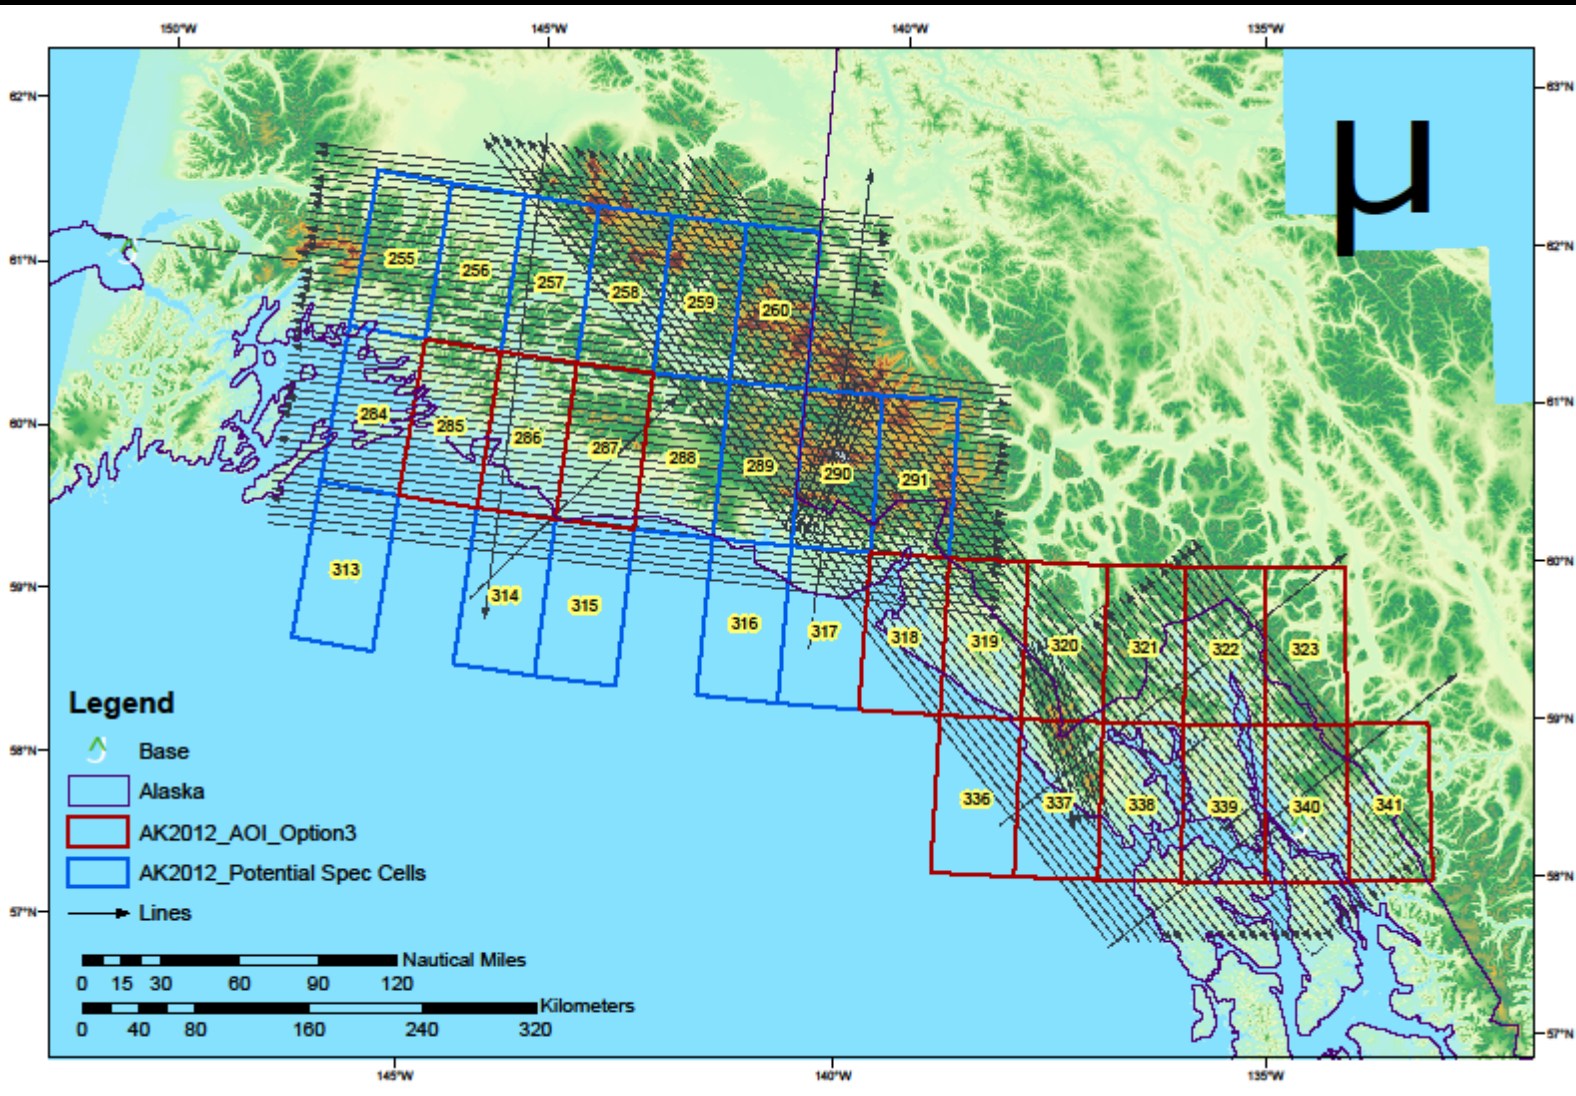 150°W 145°W 140°W 135°W
62°N 63°N
µ
61°N 62°N
255 256 257 258 259 260
60°N 61°N
284 285 286 287 288 289 290 291
59°N 60°N
313 314 315 316 317 318 319 320 321 322 323
58°N 59°N
336 337 338 339 340 341
57°N 58°N
57°N
Legend
Base
Alaska
AK2012_AOI_Option3
AK2012_Potential Spec Cells
Lines
Nautical Miles
0 15 30 60 90 120
Kilometers
0 40 80 160 240 320
145°W 140°W 135°W